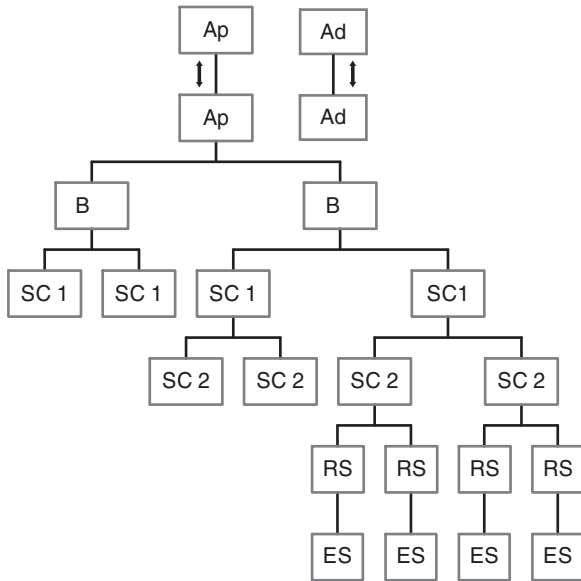 Ap Ad
Ap Ad
B B
SC 1 SC 1 SC 1 SC1
SC 2 SC 2 SC 2 SC 2
RS RS RS RS
ES ES ES ES